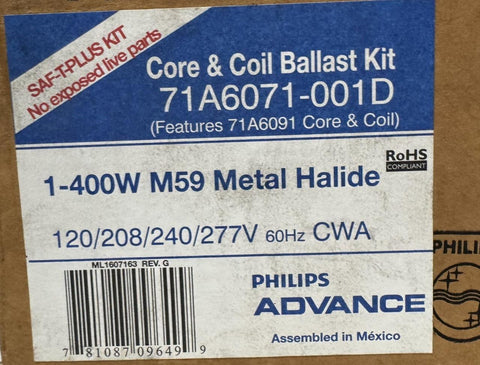 SAF-T-PLUS KIT
No exposed live parts
Core & Coil Ballast Kit
71A6071-001D
(Features 71A6091 Core & Coil)
RoHS
COMPLIANT
1-400W M59 Metal Halide
120/208/240/277V 60Hz CWA
ML1607163 REV. G
7 81087 09649 9
PHILIPS
ADVANCE
Assembled in México
PHILI